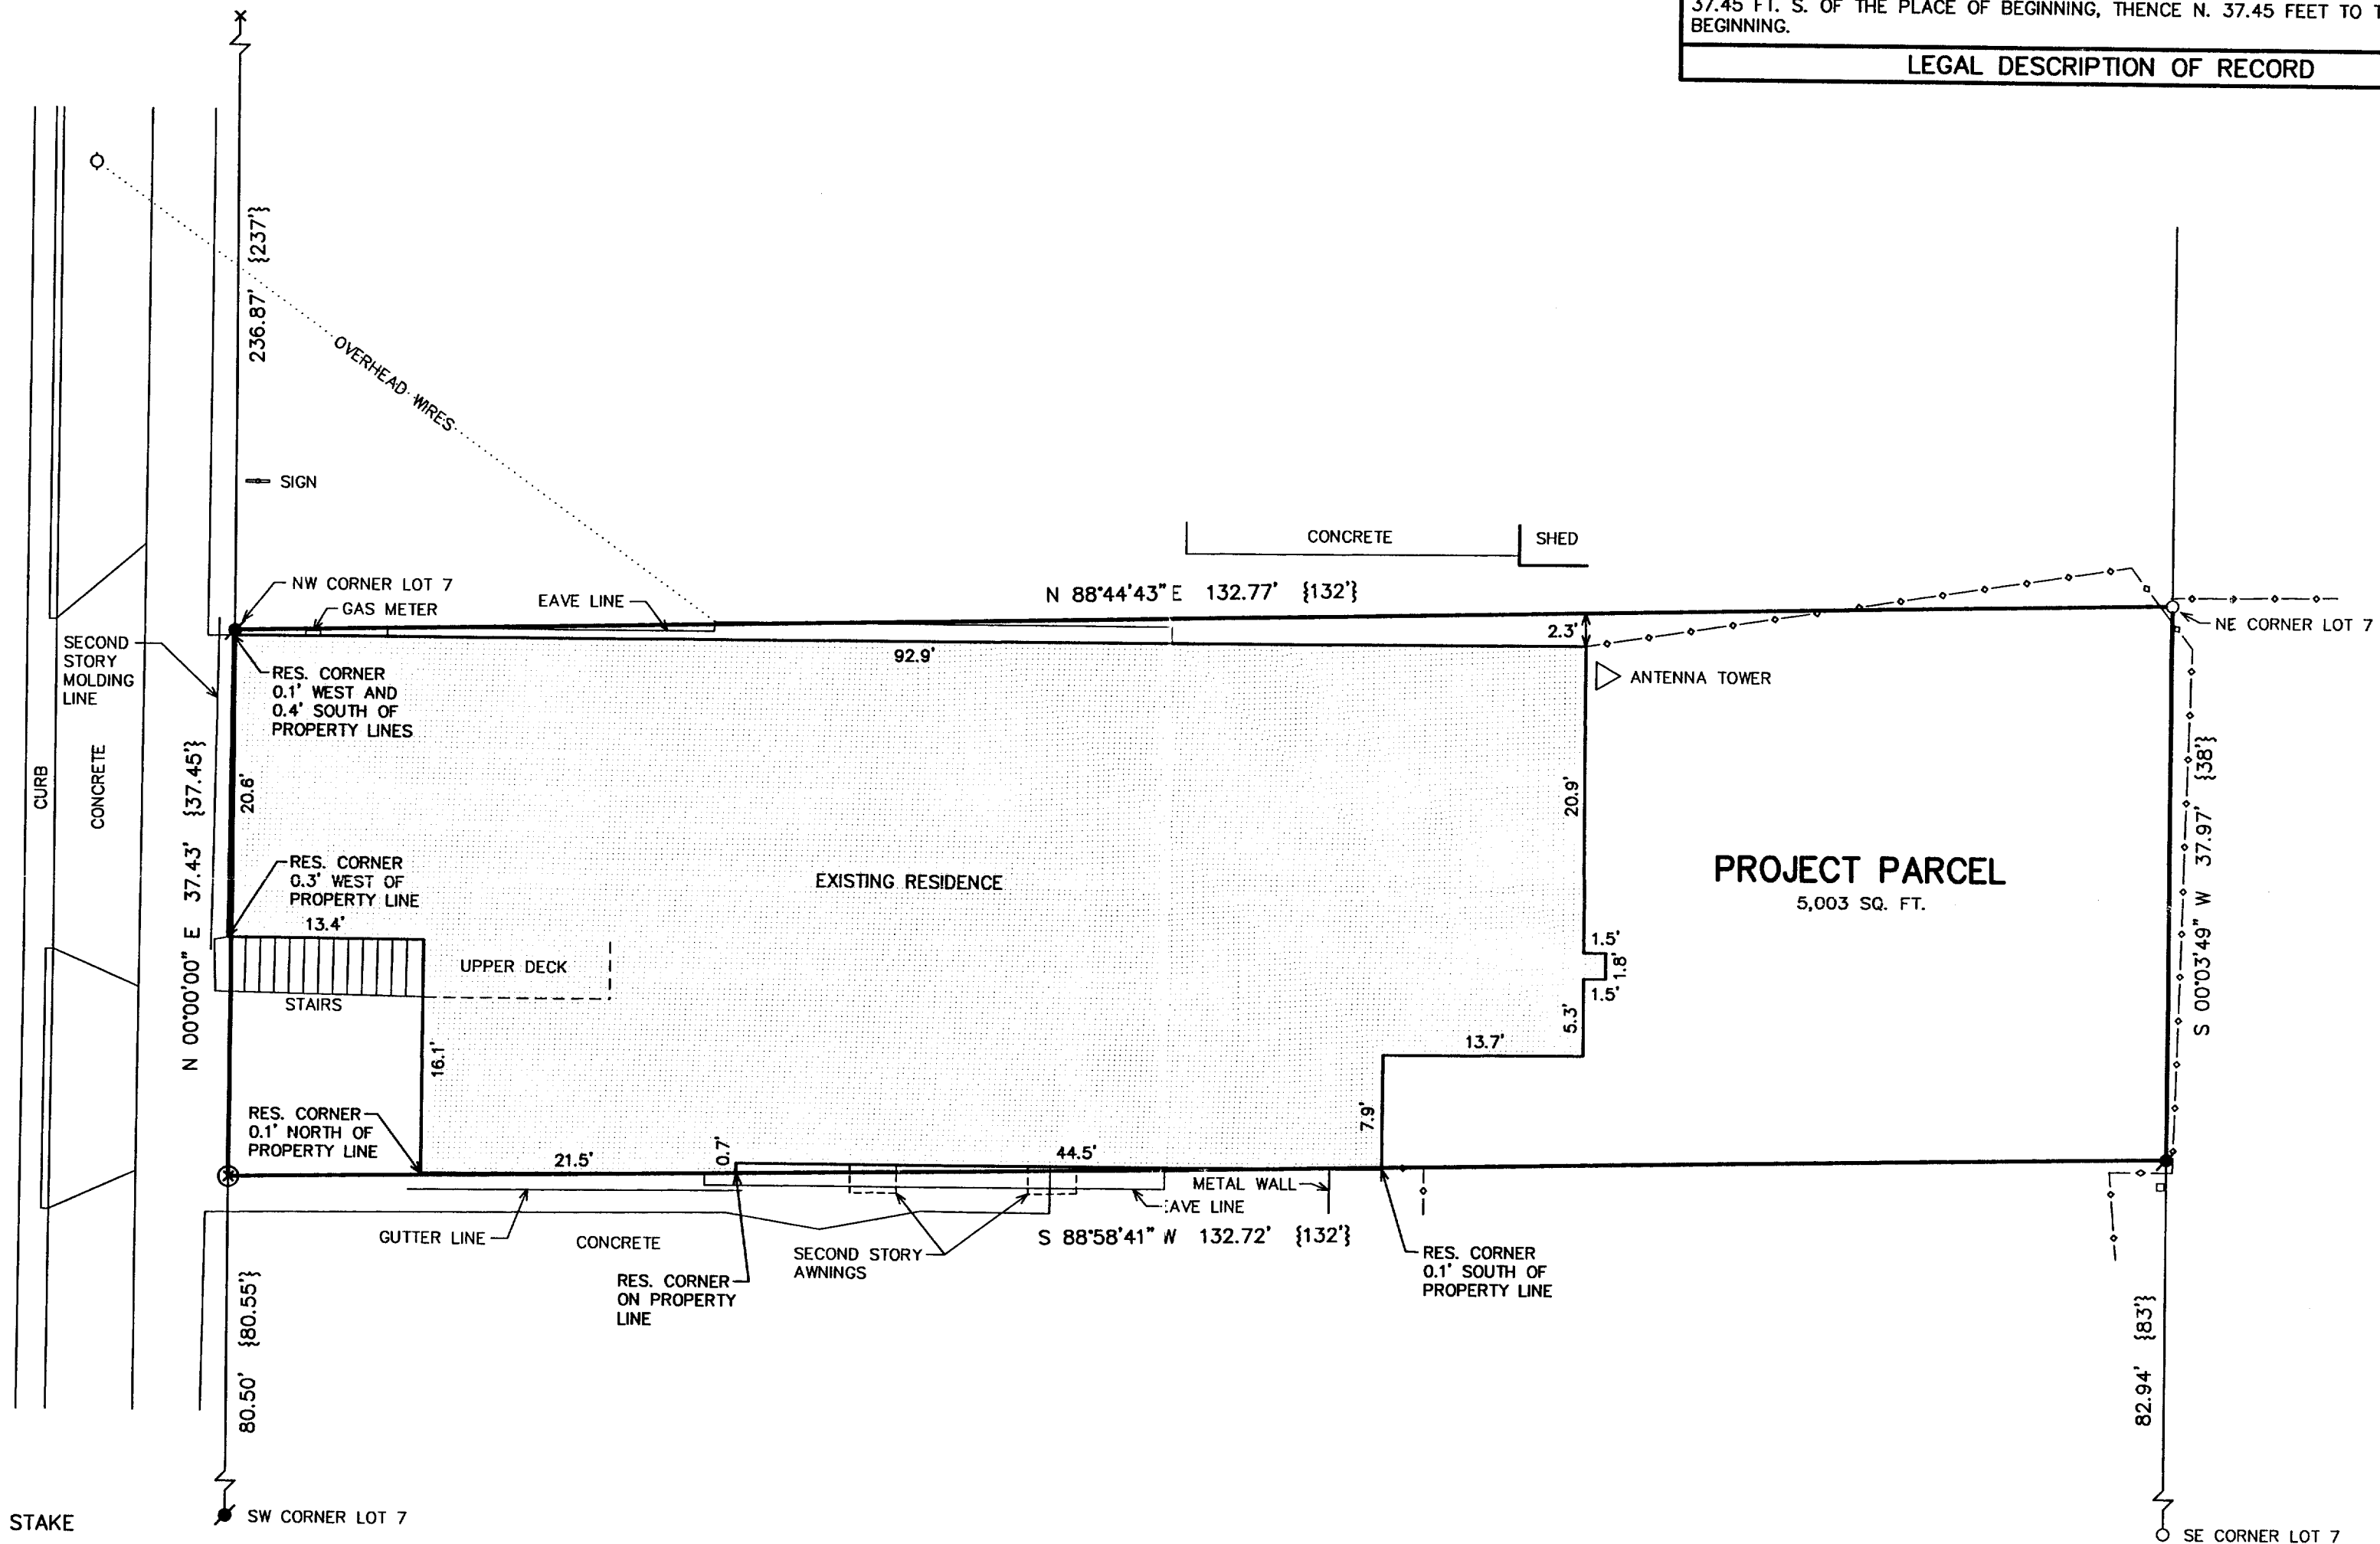 37.45 FT. S. OF THE PLACE OF BEGINNING, THENCE N. 37.45 FEET TO
BEGINNING.
LEGAL DESCRIPTION OF RECORD
236.87' {237'}
OVERHEAD WIRES
SIGN
CONCRETE
SHED
NW CORNER LOT 7
GAS METER
EAVE LINE
N 88°44'43" E 132.77' {132'}
NE CORNER LOT 7
2.3'
92.9'
SECOND
STORY
MOLDING
LINE
RES. CORNER
0.1' WEST AND
0.4' SOUTH OF
PROPERTY LINES
ANTENNA TOWER
CURB
CONCRETE
N 00°00'00" E 37.43' {37.45'}
20.6'
20.9'
S 00°03'49" W 37.97' {38'}
RES. CORNER
0.3' WEST OF
PROPERTY LINE
13.4'
EXISTING RESIDENCE
PROJECT PARCEL
5,003 SQ. FT.
UPPER DECK
STAIRS
1.5'
1.8'
1.5'
5.3'
13.7'
16.1'
7.9'
RES. CORNER
0.1' NORTH OF
PROPERTY LINE
21.5'
0.7'
44.5'
METAL WALL
EAVE LINE
S 88°58'41" W 132.72' {132'}
GUTTER LINE
CONCRETE
SECOND STORY
AWNINGS
RES. CORNER
ON PROPERTY
LINE
RES. CORNER
0.1' SOUTH OF
PROPERTY LINE
80.50' {80.55'}
82.94' {83'}
STAKE
SW CORNER LOT 7
SE CORNER LOT 7